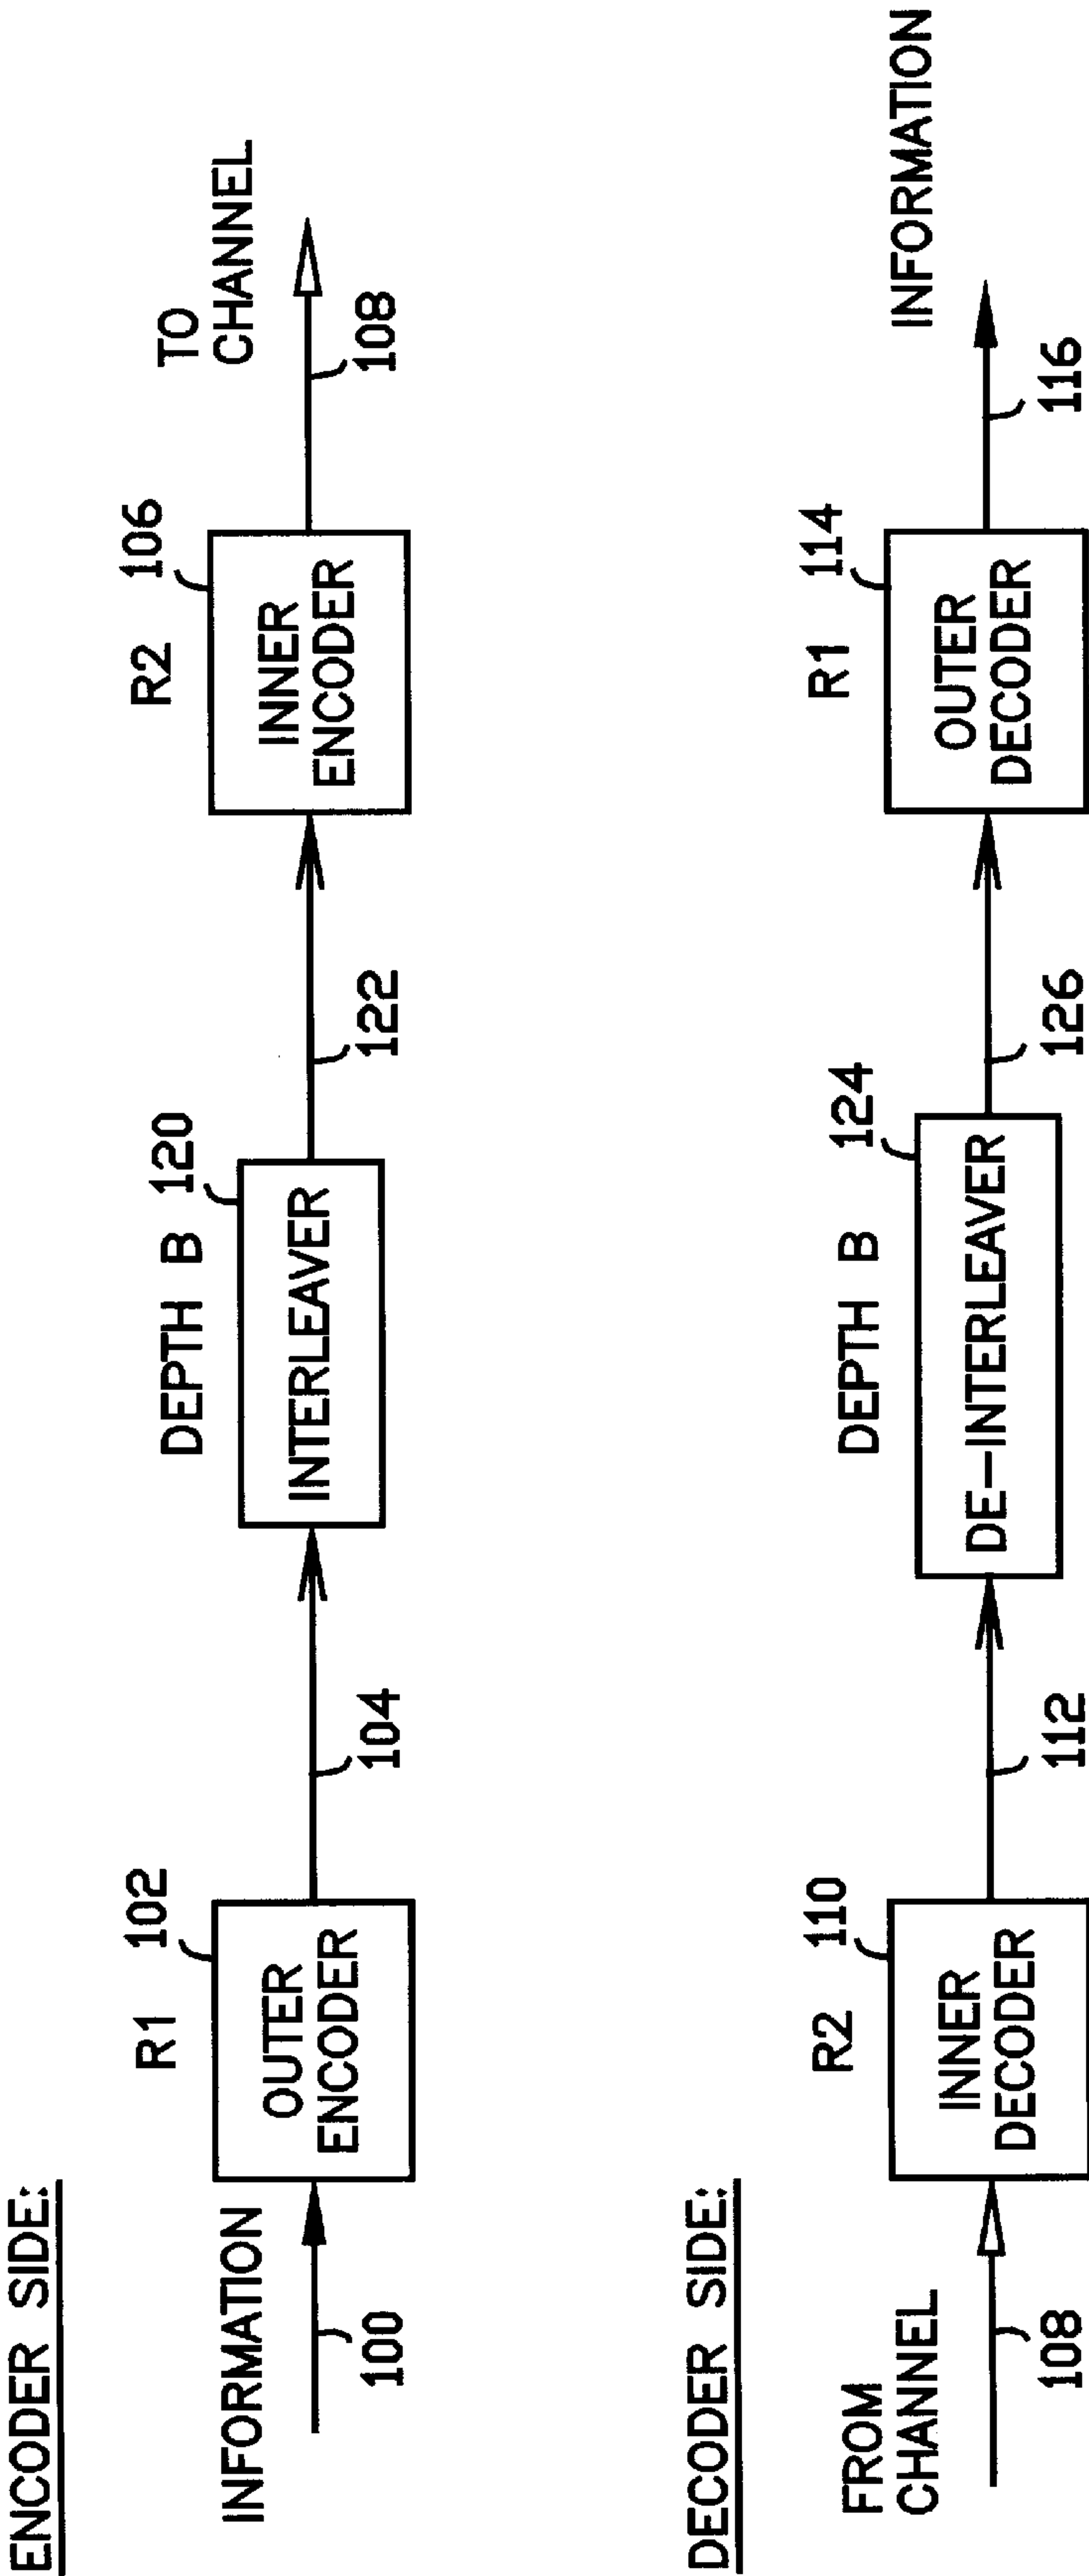 ENCODER SIDE:
INFORMATION
100
R1
102
OUTER
ENCODER
104
DEPTH B
120
INTERLEAVER
122
R2
106
INNER
ENCODER
TO
CHANNEL
108
DECODER SIDE:
FROM
CHANNEL
108
R2
110
INNER
DECODER
112
DEPTH B
124
DE-INTERLEAVER
126
R1
114
OUTER
DECODER
INFORMATION
116